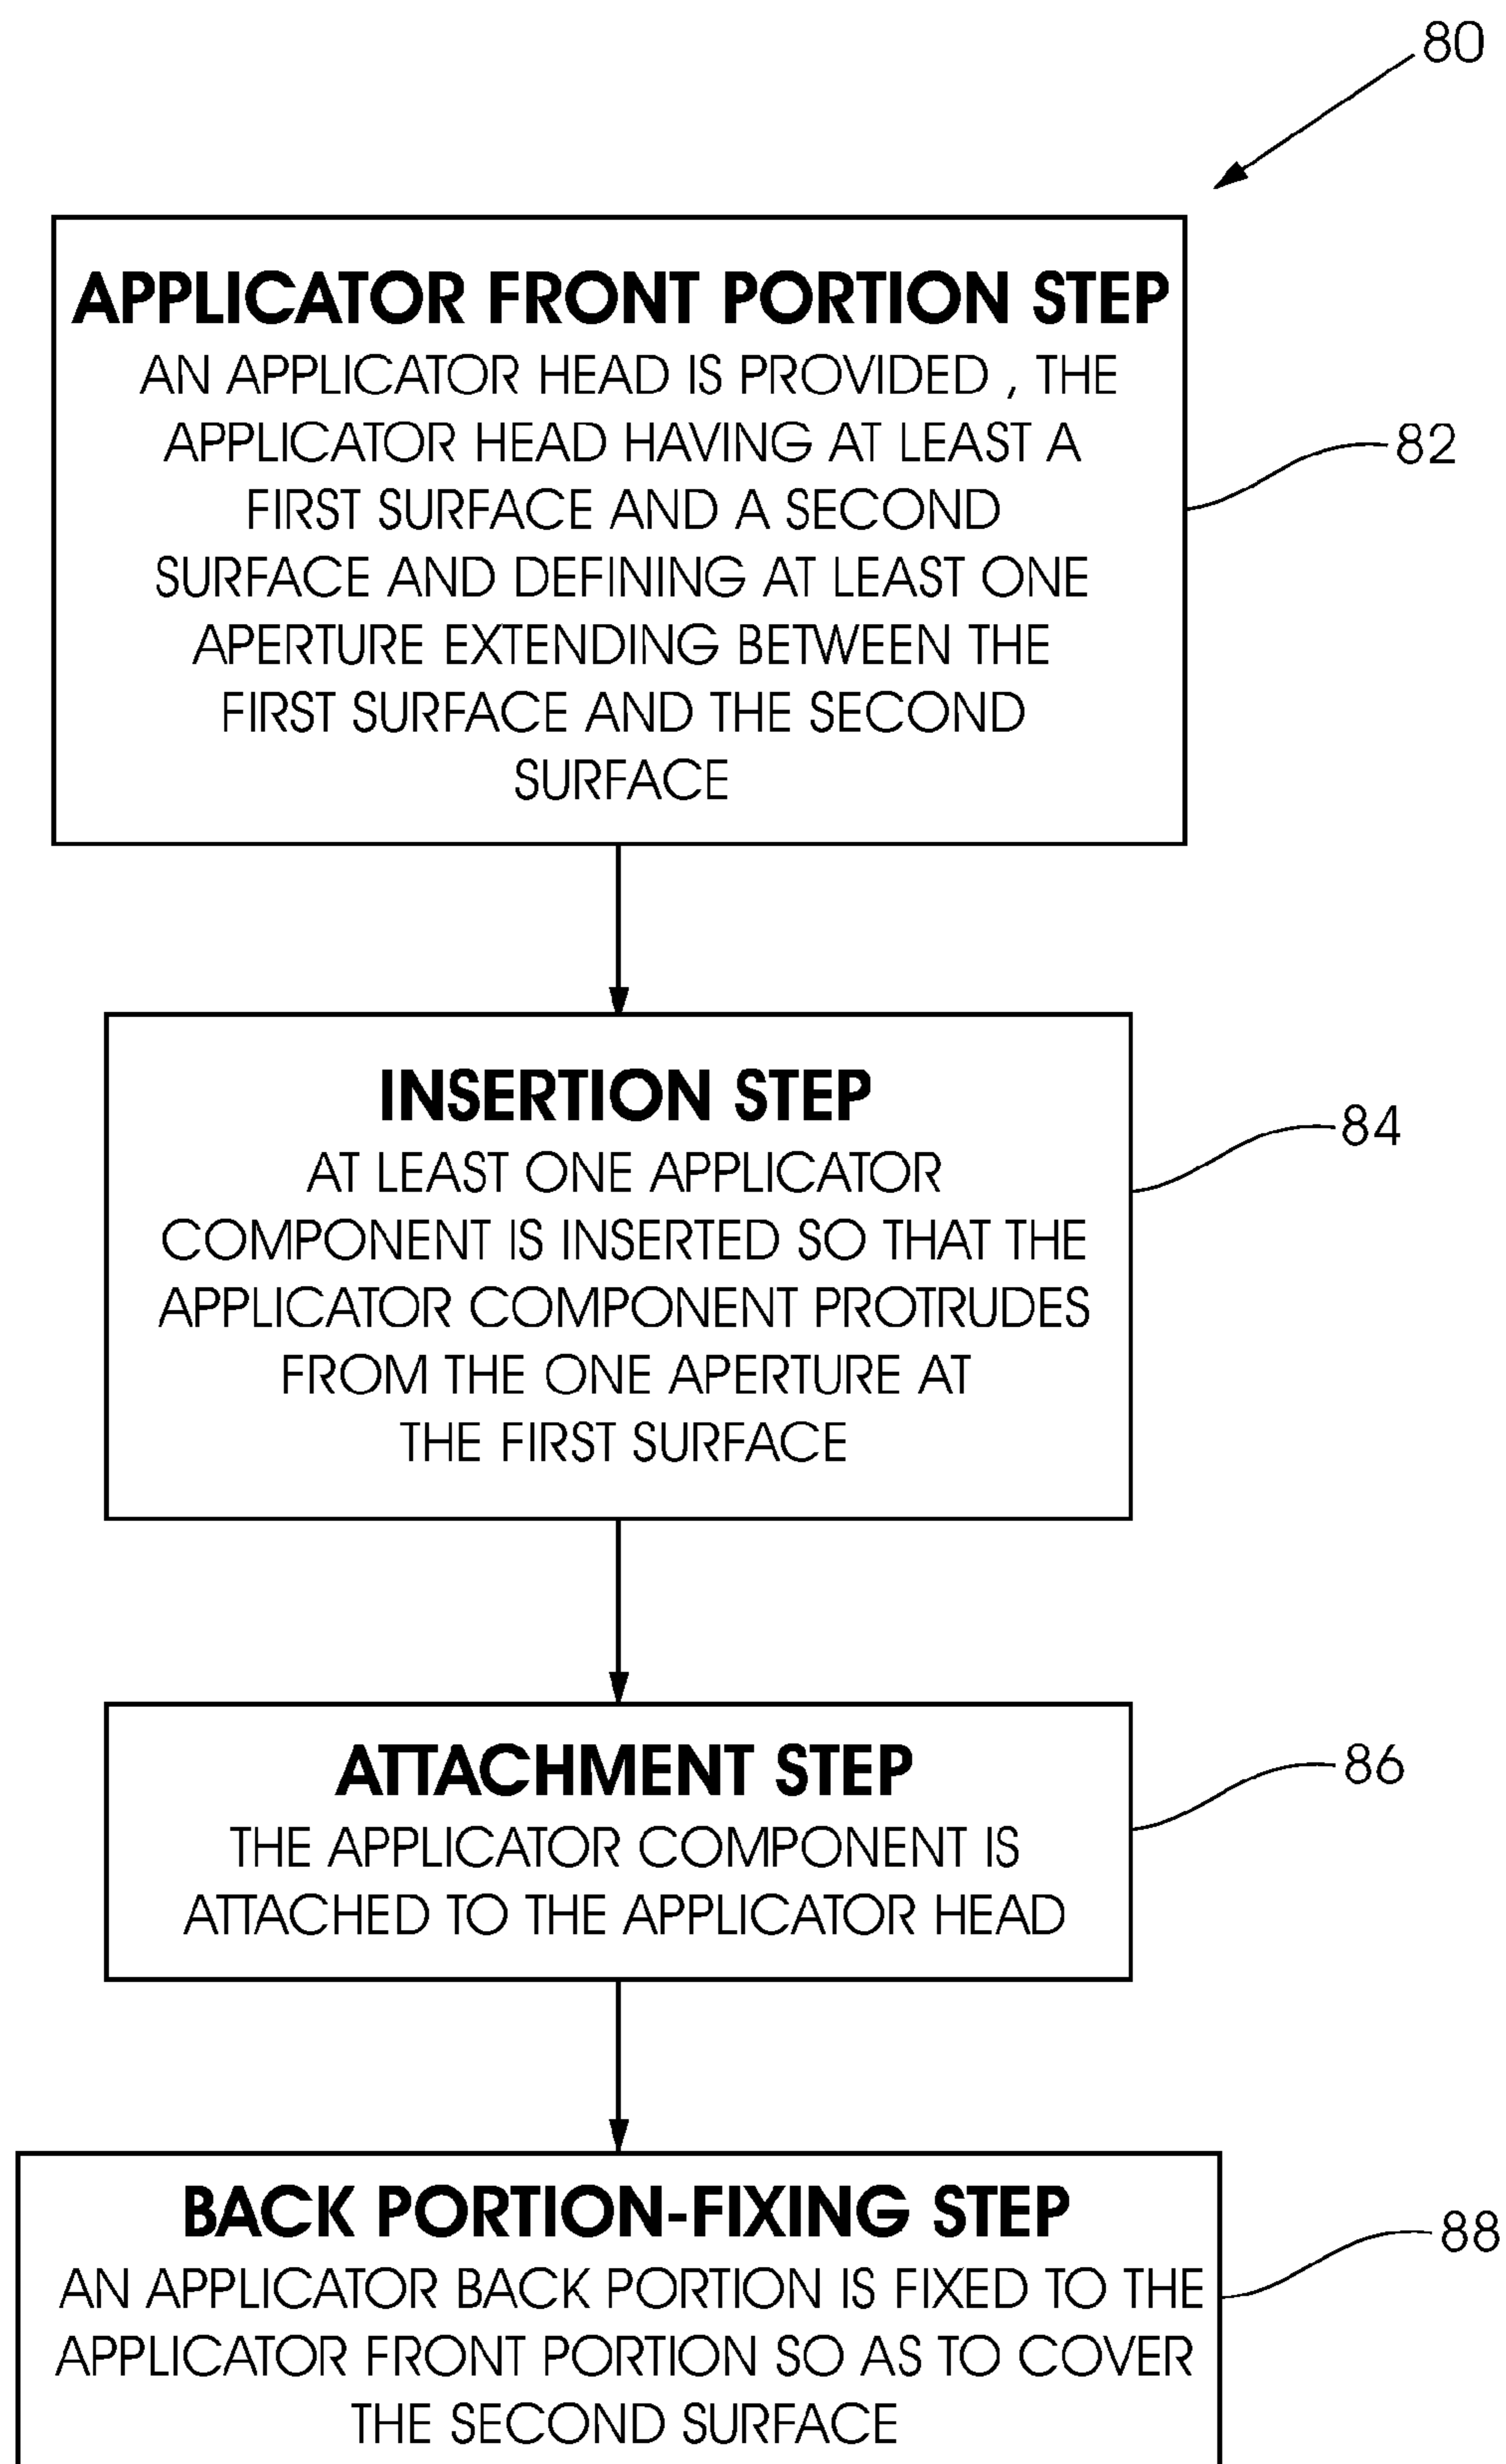 80
APPLICATOR FRONT PORTION STEP
AN APPLICATOR HEAD IS PROVIDED , THE
APPLICATOR HEAD HAVING AT LEAST A
FIRST SURFACE AND A SECOND
SURFACE AND DEFINING AT LEAST ONE
APERTURE EXTENDING BETWEEN THE
FIRST SURFACE AND THE SECOND
SURFACE
82
INSERTION STEP
AT LEAST ONE APPLICATOR
COMPONENT IS INSERTED SO THAT THE
APPLICATOR COMPONENT PROTRUDES
FROM THE ONE APERTURE AT
THE FIRST SURFACE
84
ATTACHMENT STEP
THE APPLICATOR COMPONENT IS
ATTACHED TO THE APPLICATOR HEAD
86
BACK PORTION-FIXING STEP
AN APPLICATOR BACK PORTION IS FIXED TO THE
APPLICATOR FRONT PORTION SO AS TO COVER
THE SECOND SURFACE
88